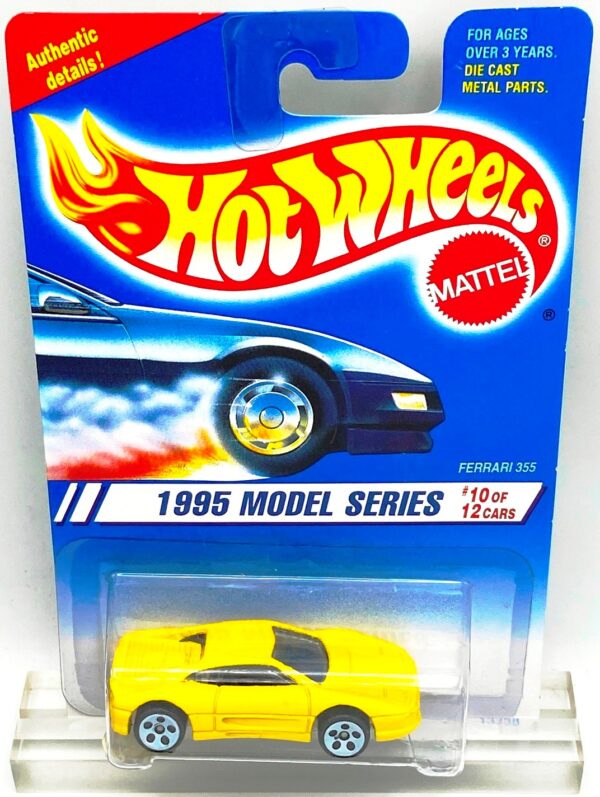 Authentic
details!
FOR AGES
OVER 3 YEARS.
DIE CAST
METAL PARTS.
HOT WHEELS ®
MATTEL
®
FERRARI 355
1995 MODEL SERIES
#10 OF
12 CARS